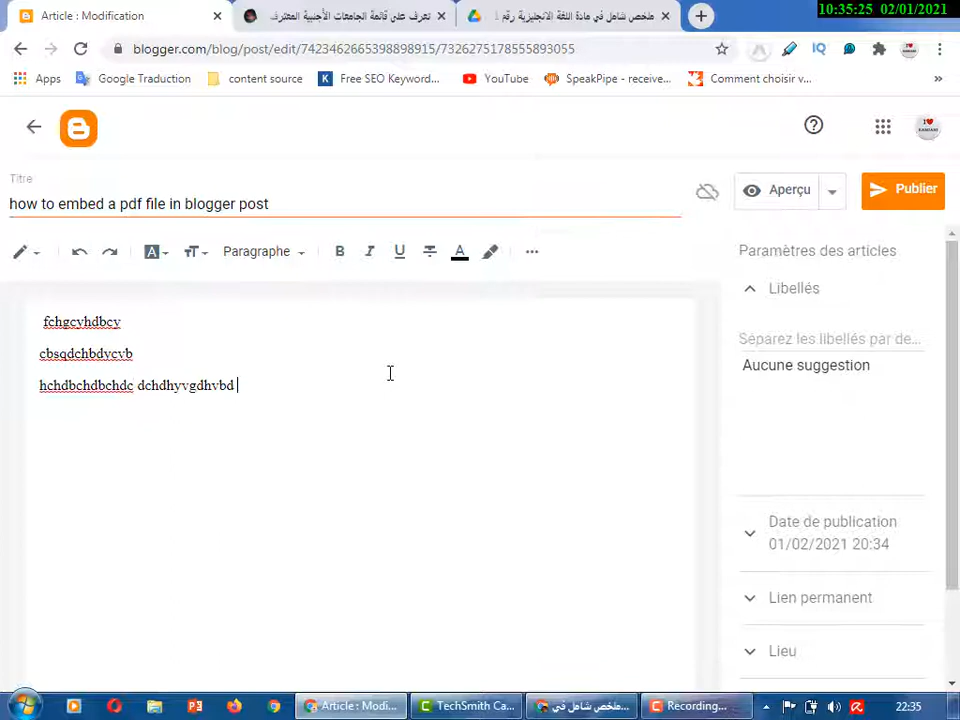 10:35:25 02/01/2021
Article : Modification
تعرف على قائمة الجامعات الأجنبية المعترف
ملخص شامل في مادة اللغة الانجليزية رقم 1
blogger.com/blog/post/edit/7423462665398898915/7326275178555893055
IQ
Apps
Google Traduction
content source
K
Free SEO Keyword...
YouTube
SpeakPipe - receive...
Comment choisir v...
»
Titre
how to embed a pdf file in blogger post
Aperçu
Publier
Paragraphe
B
I
U
A
fchgcyhdbcy
cbsqdchbdycvb
hchdbchdbchdc dchdhyvgdhvbd
Paramètres des articles
Libellés
Séparez les libellés par de...
Aucune suggestion
Date de publication
01/02/2021 20:34
Lien permanent
Lieu
Article : Modi...
TechSmith Ca...
ملخص شامل في...
Recording...
22:35